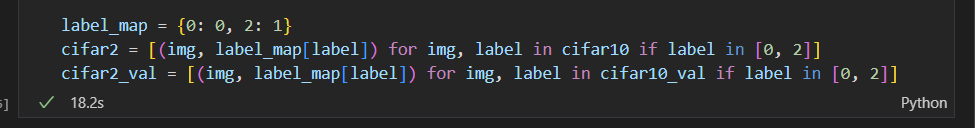 label_map = {0: 0, 2: 1}
cifar2 = [(img, label_map[label]) for img, label in cifar10 if label in [0, 2]]
cifar2_val = [(img, label_map[label]) for img, label in cifar10_val if label in [0, 2]]
] ✓ 18.2s Python